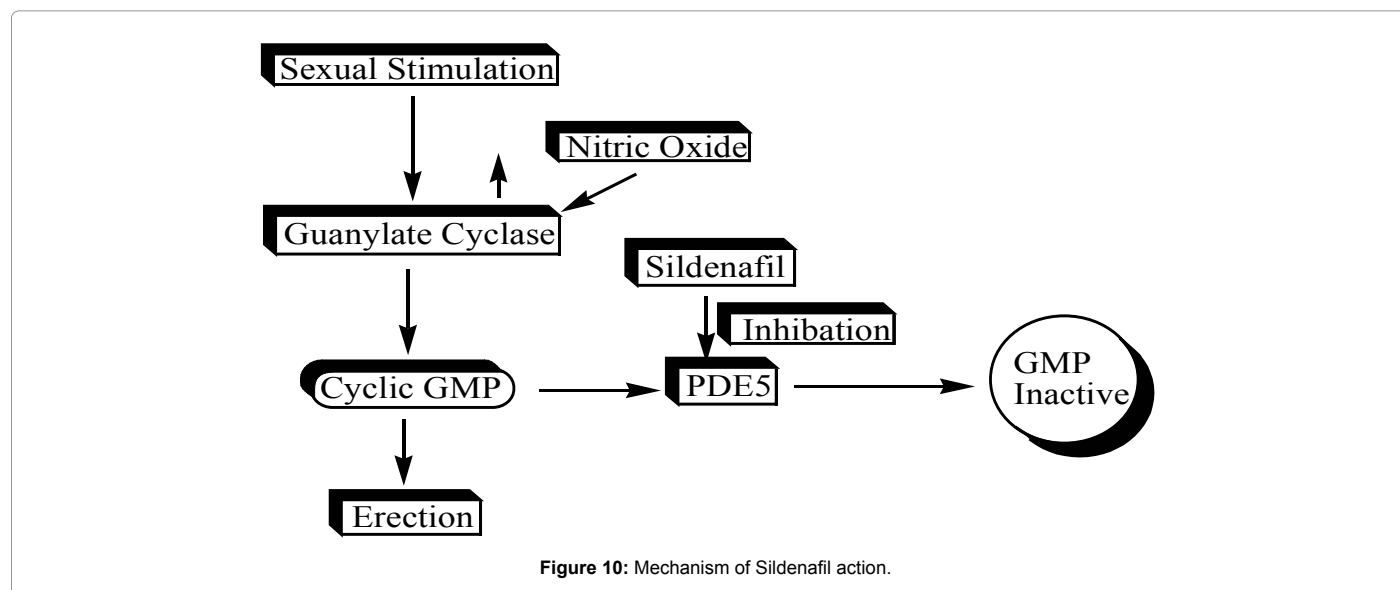 Sexual Stimulation
Nitric Oxide
Guanylate Cyclase
Sildenafil
Inhibation
Cyclic GMP
PDE5
GMP
Inactive
Erection
Figure 10: Mechanism of Sildenafil action.